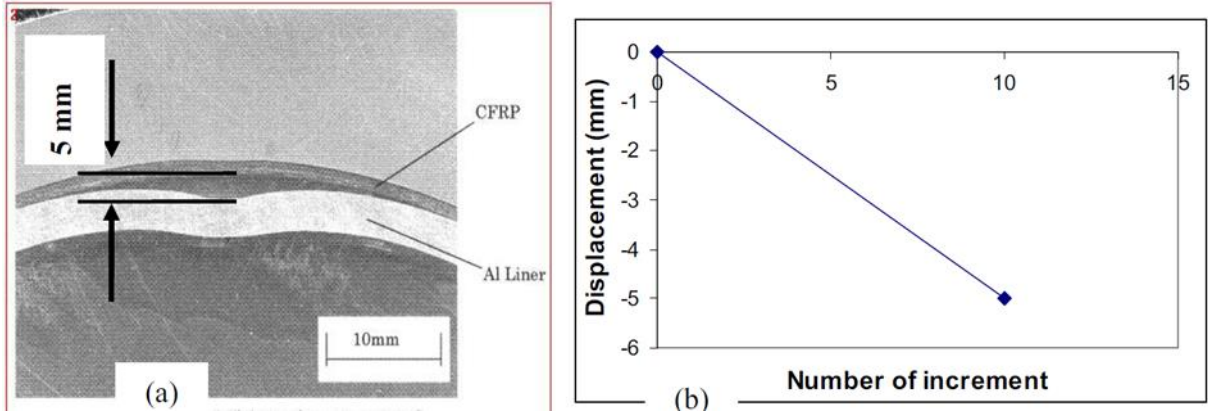 5 mm
CFRP
Al Liner
10mm
(a)
0
-1
-2
-3
-4
-5
-6
0
5
10
15
Displacement (mm)
Number of increment
(b)